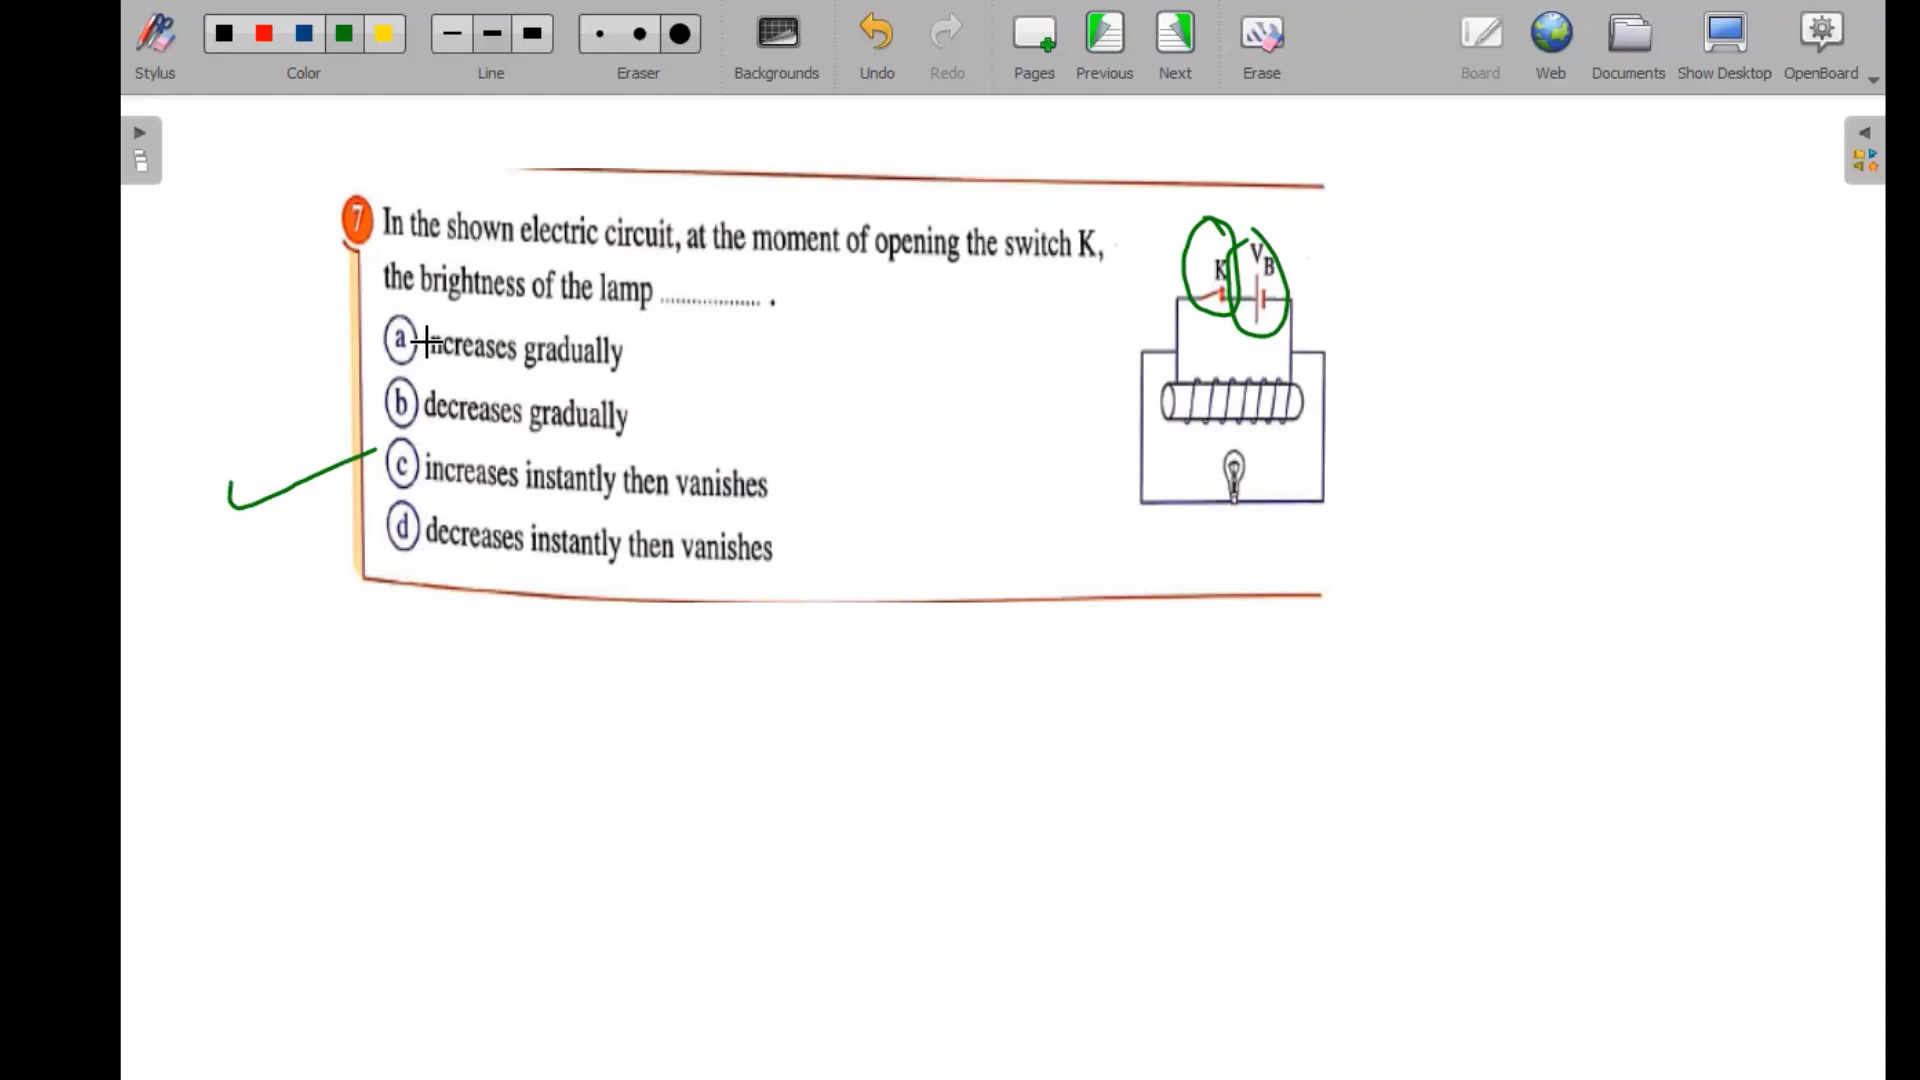 Stylus
Color
Line
Eraser
Backgrounds
Undo
Redo
Pages
Previous
Next
Erase
Board
Web
Documents
Show Desktop
OpenBoard
7 In the shown electric circuit, at the moment of opening the switch K,
the brightness of the lamp .................... .
a increases gradually
b decreases gradually
c increases instantly then vanishes
d decreases instantly then vanishes
K
VB